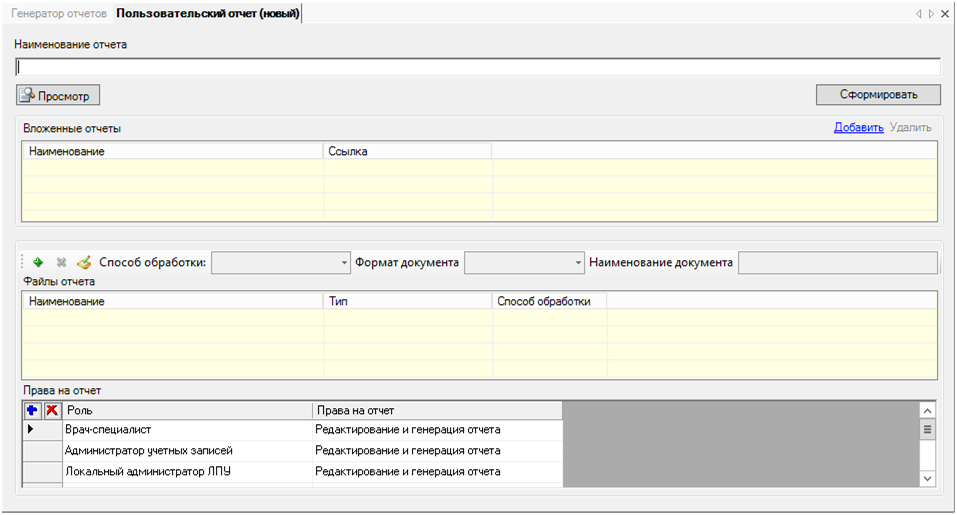 Генератор отчетов Пользовательский отчет (новый)
Наименование отчета
Просмотр Сформировать
Вложенные отчеты Добавить Удалить
Наименование Ссылка
Способ обработки: Формат документа Наименование документа
Файлы отчета
Наименование Тип Способ обработки
Права на отчет
Роль Права на отчет
Врач-специалист Редактирование и генерация отчета
Администратор учетных записей Редактирование и генерация отчета
Локальный администратор ЛПУ Редактирование и генерация отчета